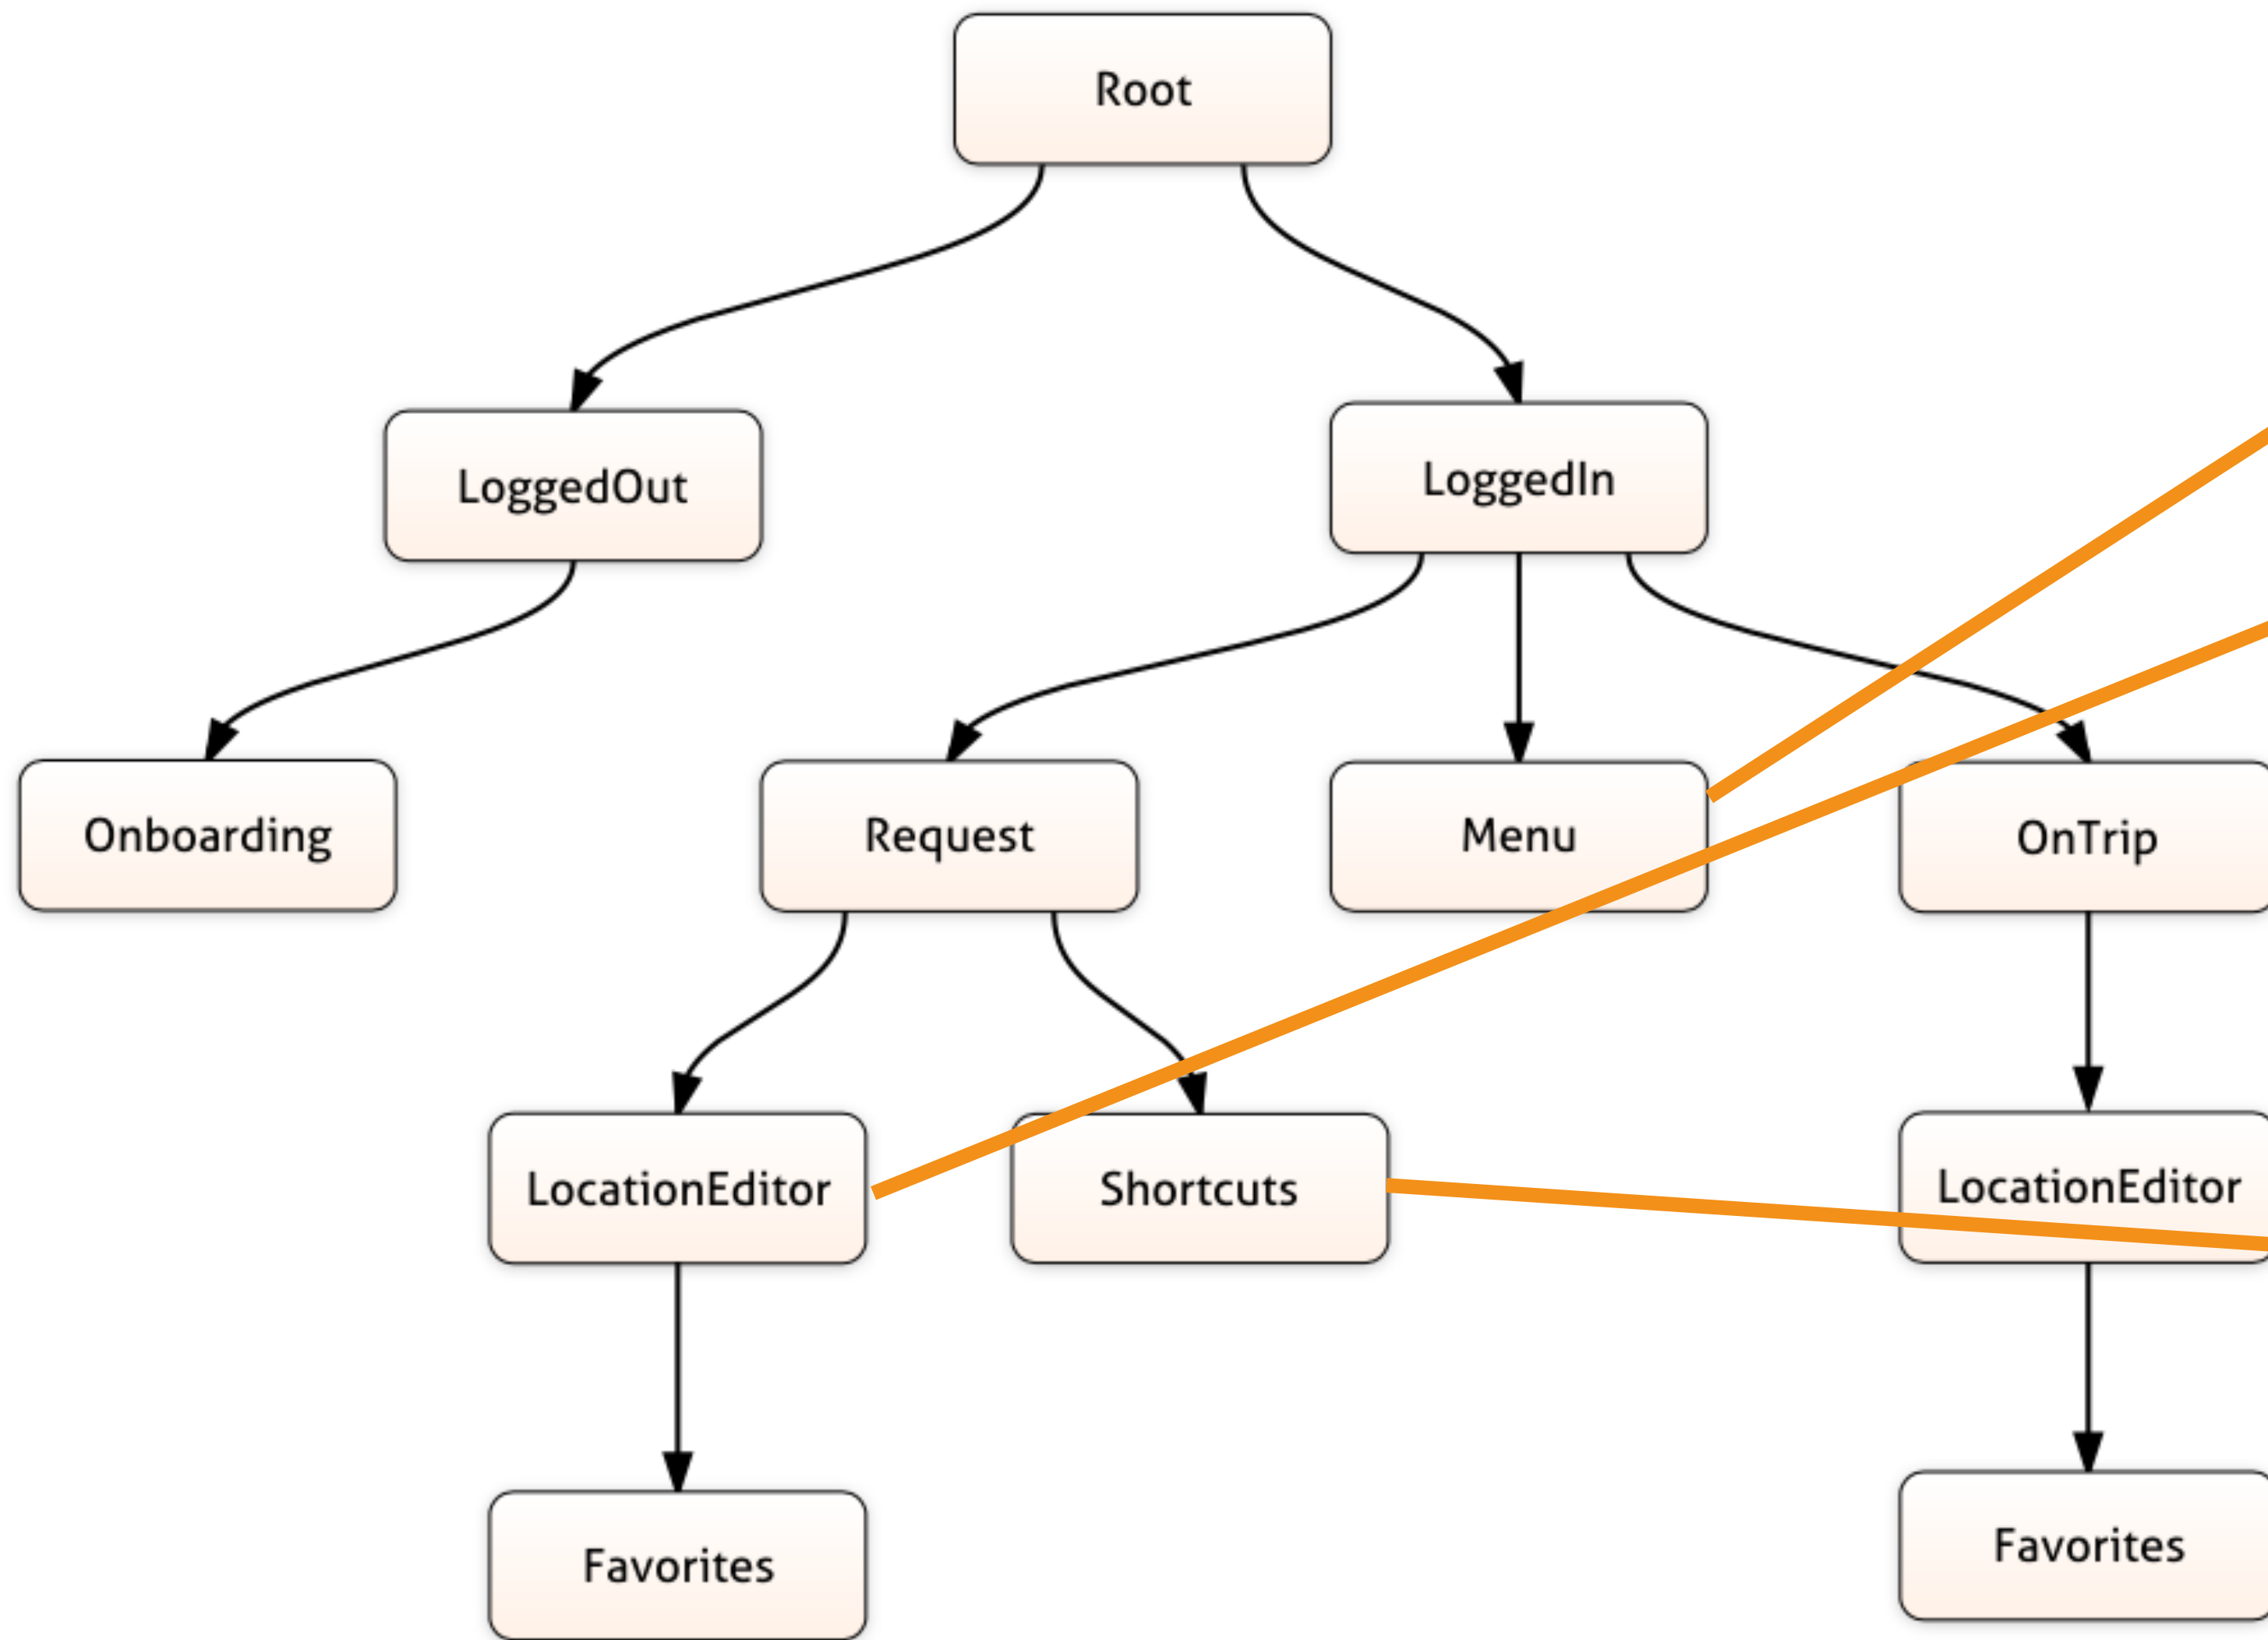 Root
LoggedOut
LoggedIn
Onboarding
Request
Menu
OnTrip
LocationEditor
Shortcuts
LocationEditor
Favorites
Favorites